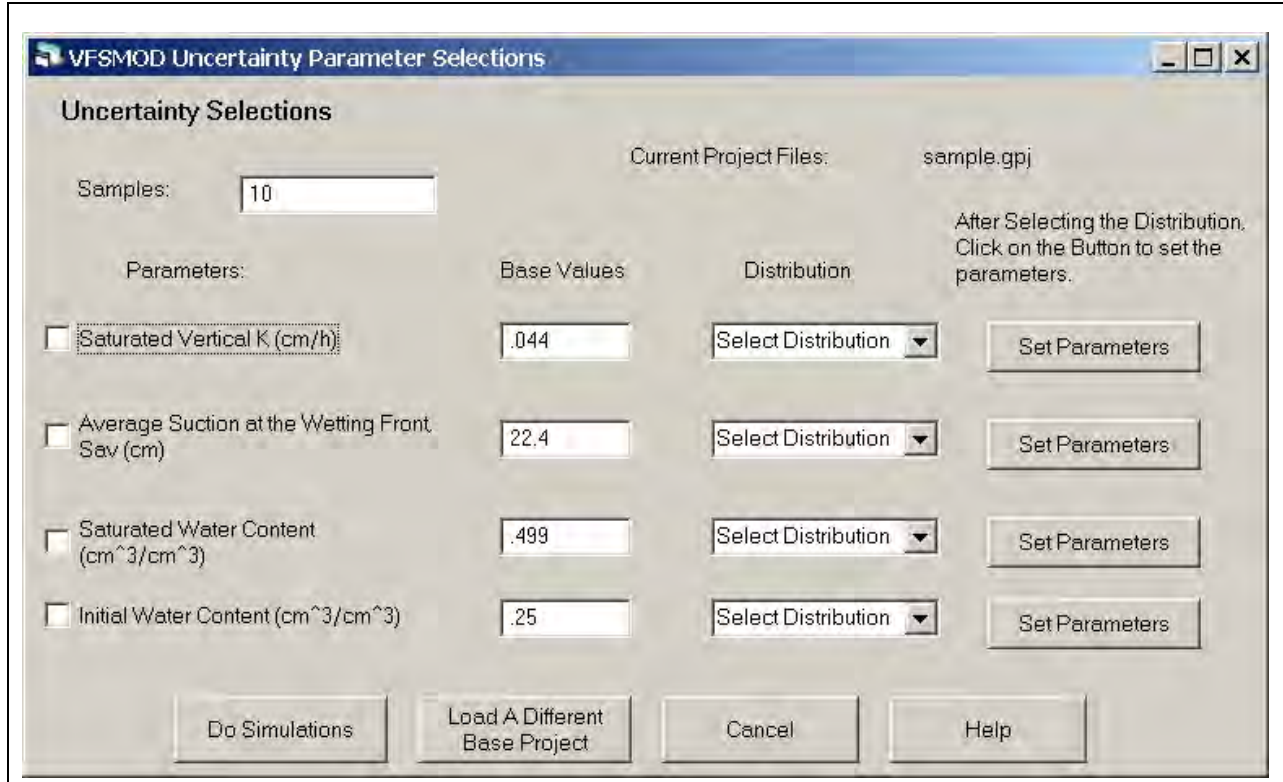 VFSMOD Uncertainty Parameter Selections
Uncertainty Selections
Current Project Files: sample.gpj
Samples: 10
After Selecting the Distribution,
Click on the Button to set the
parameters.
Parameters: Base Values Distribution
Saturated Vertical K (cm/h) .044 Select Distribution Set Parameters
Average Suction at the Wetting Front,
Sav (cm) 22.4 Select Distribution Set Parameters
Saturated Water Content
(cm^3/cm^3) .499 Select Distribution Set Parameters
Initial Water Content (cm^3/cm^3) .25 Select Distribution Set Parameters
Do Simulations
Load A Different
Base Project
Cancel
Help